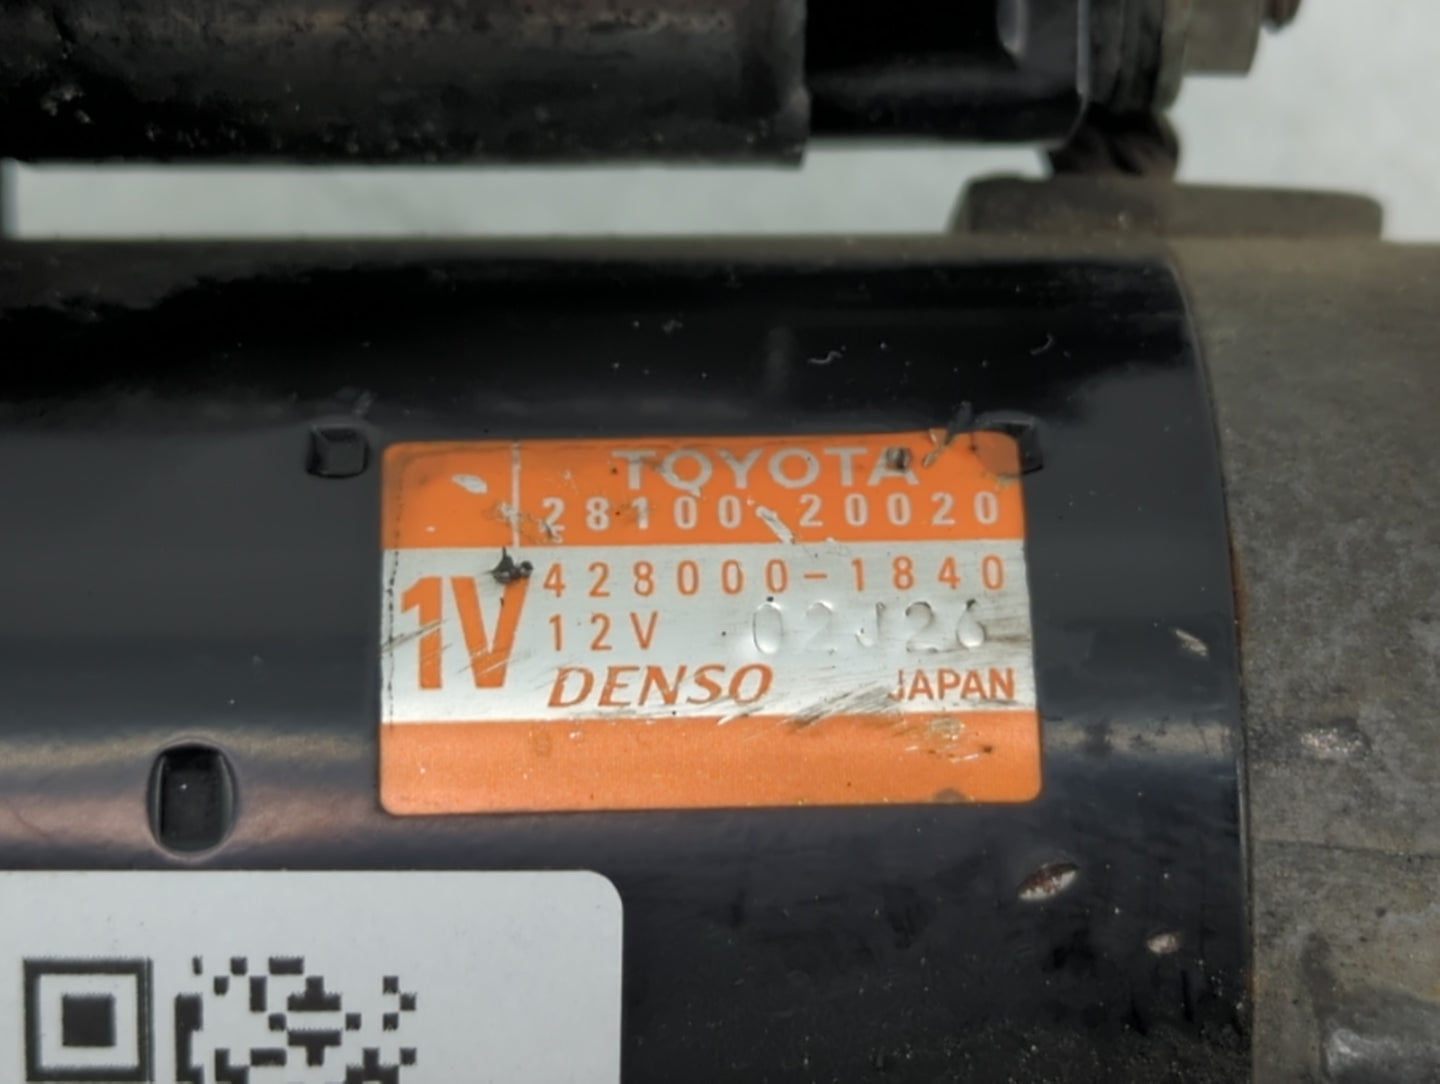 TOYOTA
28100-20020
428000-1840
1V
12V 02J26
DENSO JAPAN